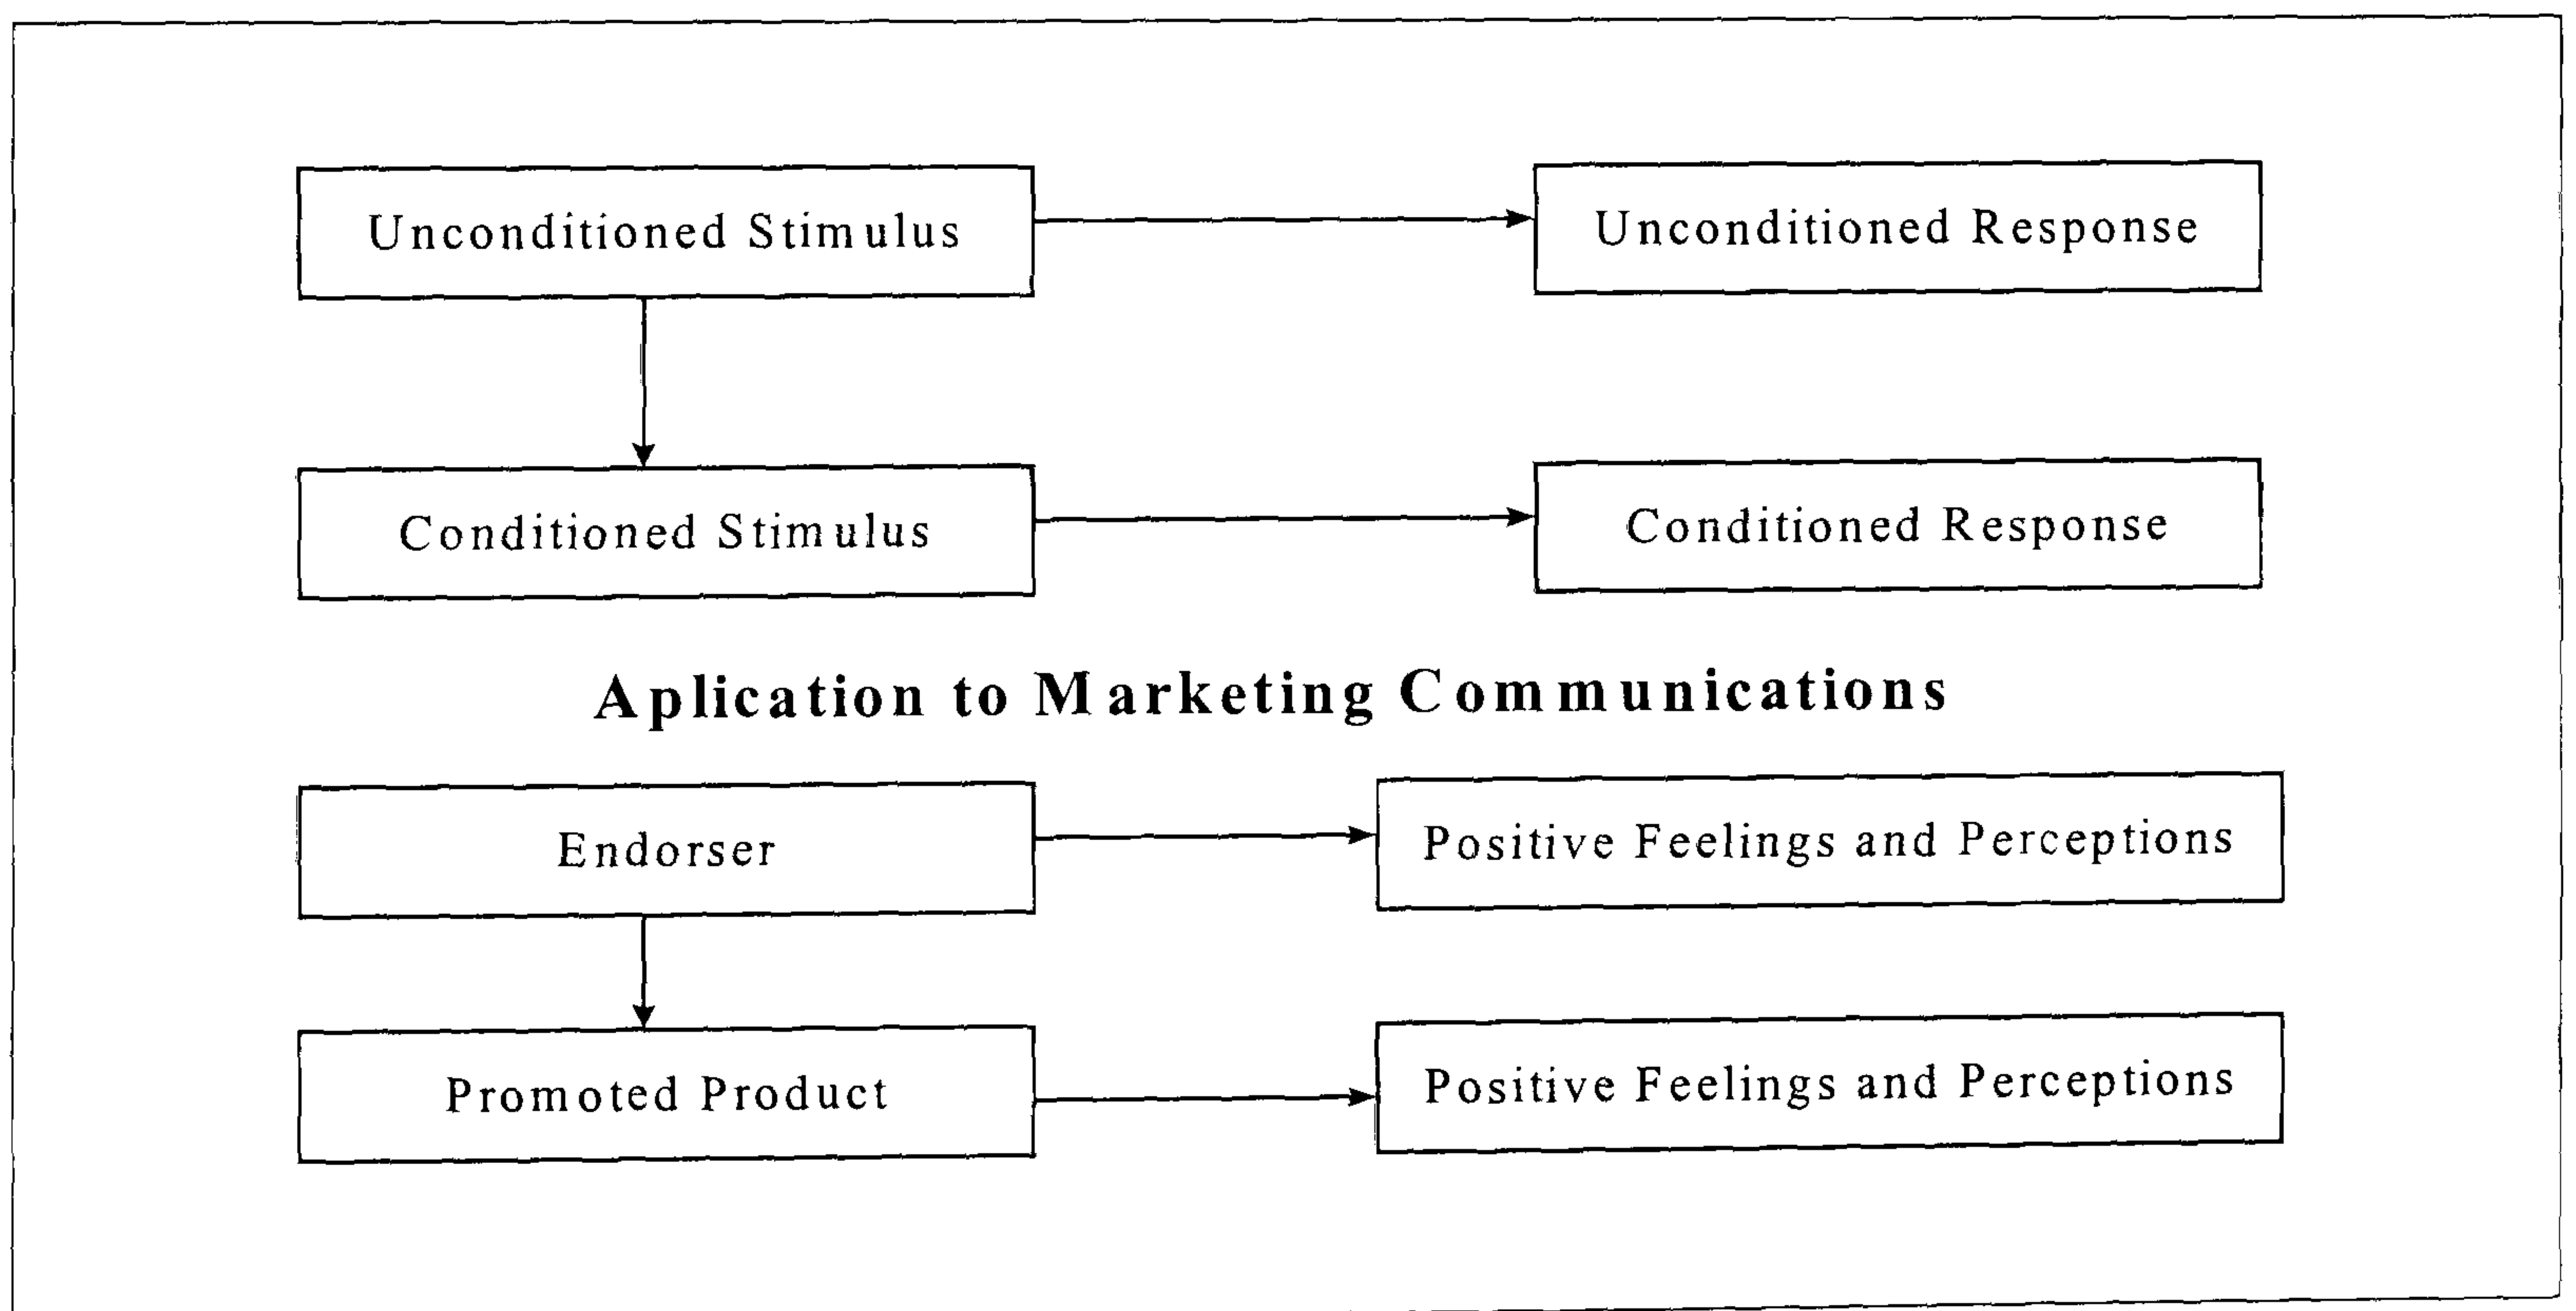 Unconditioned Stimulus
Unconditioned Response
Conditioned Stimulus
Conditioned Response
Aplication to Marketing Communications
Endorser
Positive Feelings and Perceptions
Promoted Product
Positive Feelings and Perceptions